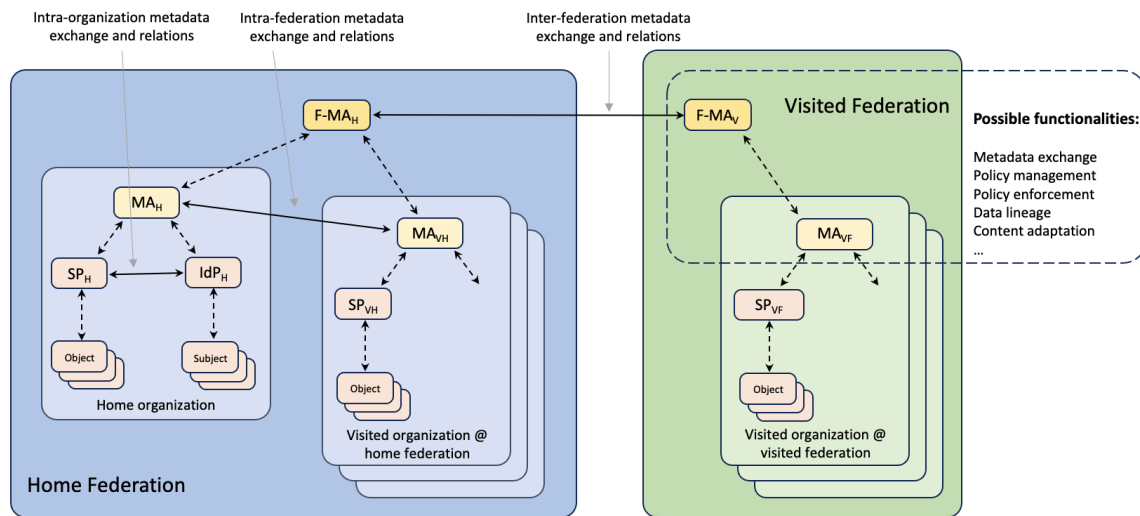 Intra-organization metadata
exchange and relations
Intra-federation metadata
exchange and relations
Inter-federation metadata
exchange and relations
F-MAH
F-MAV
Visited Federation
Possible functionalities:
Metadata exchange
Policy management
Policy enforcement
Data lineage
Content adaptation
...
MAH
MAVH
MAVF
SPH
IdPH
SPVH
SPVF
Object
Subject
Object
Object
Home organization
Visited organization @
home federation
Visited organization @
visited federation
Home Federation